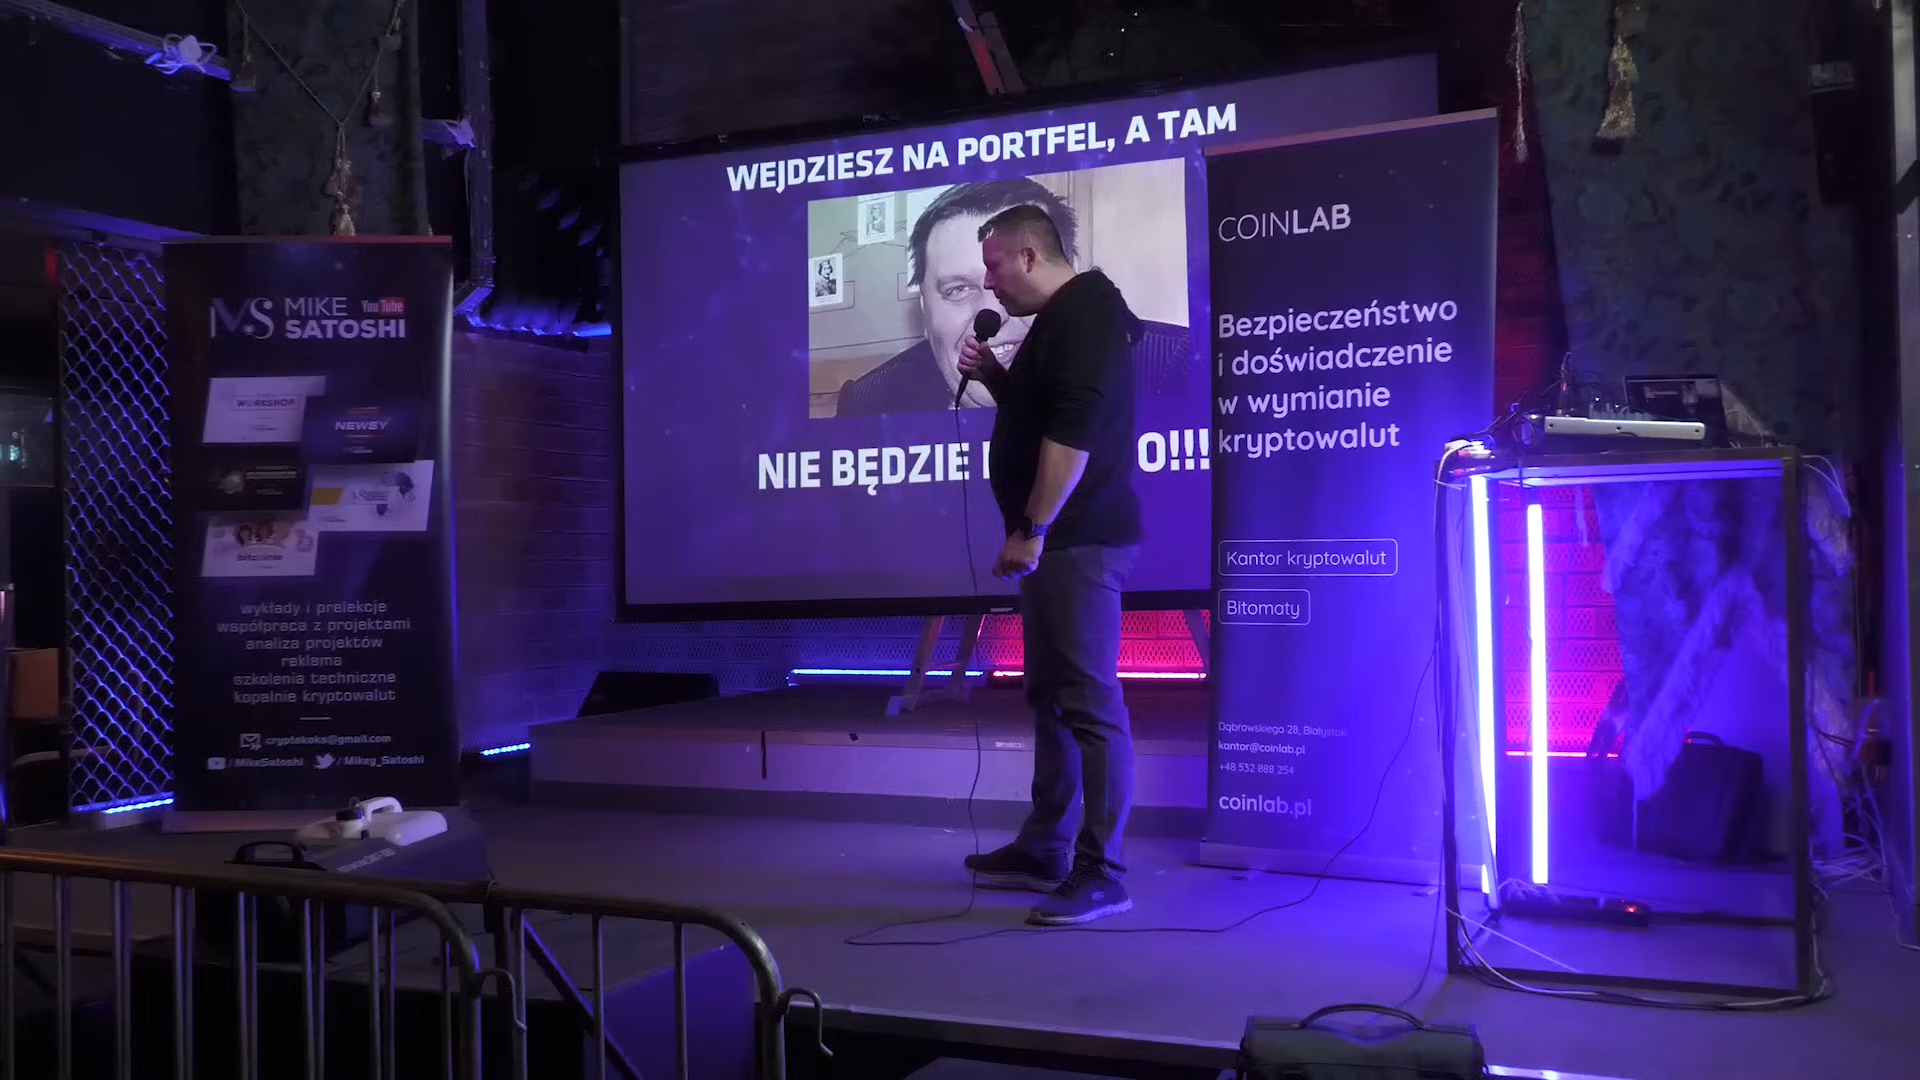 WEJDZIESZ NA PORTFEL, A TAM
NIE BĘDZIE
O!!!
MS MIKE
SATOSHI
YouTube
WORKSHOP
NEWSY
wykłady i prelekcje
współpraca z projektami
analiza projektów
reklama
szkolenia techniczne
kopalnie kryptowalut
cryptokoks@gmail.com
/MikeSatoshi
/Mikey_Satoshi
COINLAB
Bezpieczeństwo
i doświadczenie
w wymianie
kryptowalut
Kantor kryptowalut
Bitomaty
Dąbrowskiego 28, Białystok
kantor@coinlab.pl
+48 532 888 254
coinlab.pl